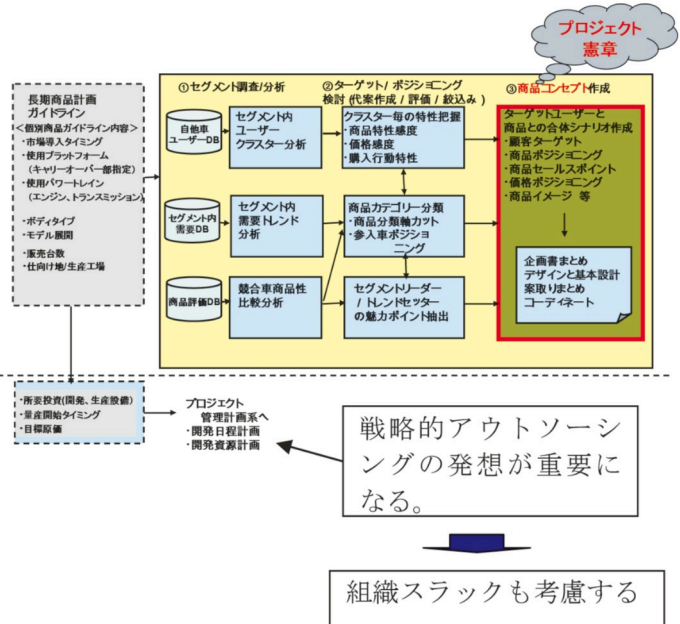 プロジェクト
憲章
長期商品計画
ガイドライン
＜個別商品ガイドライン内容＞
・市場導入タイミング
・使用プラットフォーム
（キャリーオーバー部指定）
・使用パワートレイン
（エンジン、トランスミッション）
・ボディタイプ
・モデル展開
・販売台数
・仕向け地/生産工場
①セグメント調査/分析
自他車
ユーザーDB
セグメント内
ユーザー
クラスター分析
セグメント内
需要DB
セグメント内
需要トレンド
分析
商品評価DB
競合車商品性
比較分析
②ターゲット/ ポジショニング
検討（代案作成 / 評価 / 絞込み ）
クラスター毎の特性把握
・商品特性感度
・価格感度
・購入行動特性
商品カテゴリー分類
・商品分類軸カット
・参入車ポジショ
ニング
セグメントリーダー
/ トレンドセッター
の魅力ポイント抽出
③商品コンセプト作成
ターゲットユーザーと
商品との合体シナリオ作成
・顧客ターゲット
・商品ポジショニング
・商品セールスポイント
・価格ポジショニング
・商品イメージ 等
企画書まとめ
デザインと基本設計
案取りまとめ
コーディネート
・所要投資(開発、生産設備）
・量産開始タイミング
・目標原価
プロジェクト
管理計画系へ
・開発日程計画
・開発資源計画
戦略的アウトソーシ
ングの発想が重要に
なる。
組織スラックも考慮する